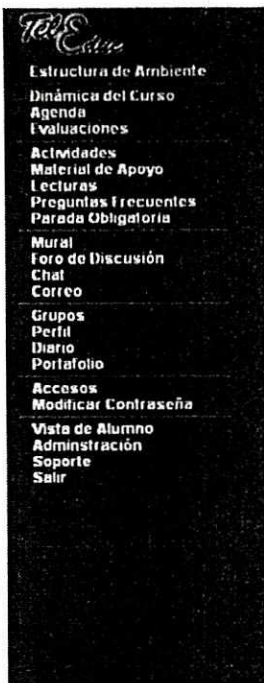 TelEduc
Estructura de Ambiente
Dinámica del Curso
Agenda
Evaluaciones
Actividades
Material de Apoyo
Lecturas
Preguntas Frecuentes
Parada Obligatoria
Mural
Foro de Discusión
Chat
Correo
Grupos
Perfil
Diario
Portafolio
Accesos
Modificar Contraseña
Vista de Alumno
Adminstración
Soporte
Salir